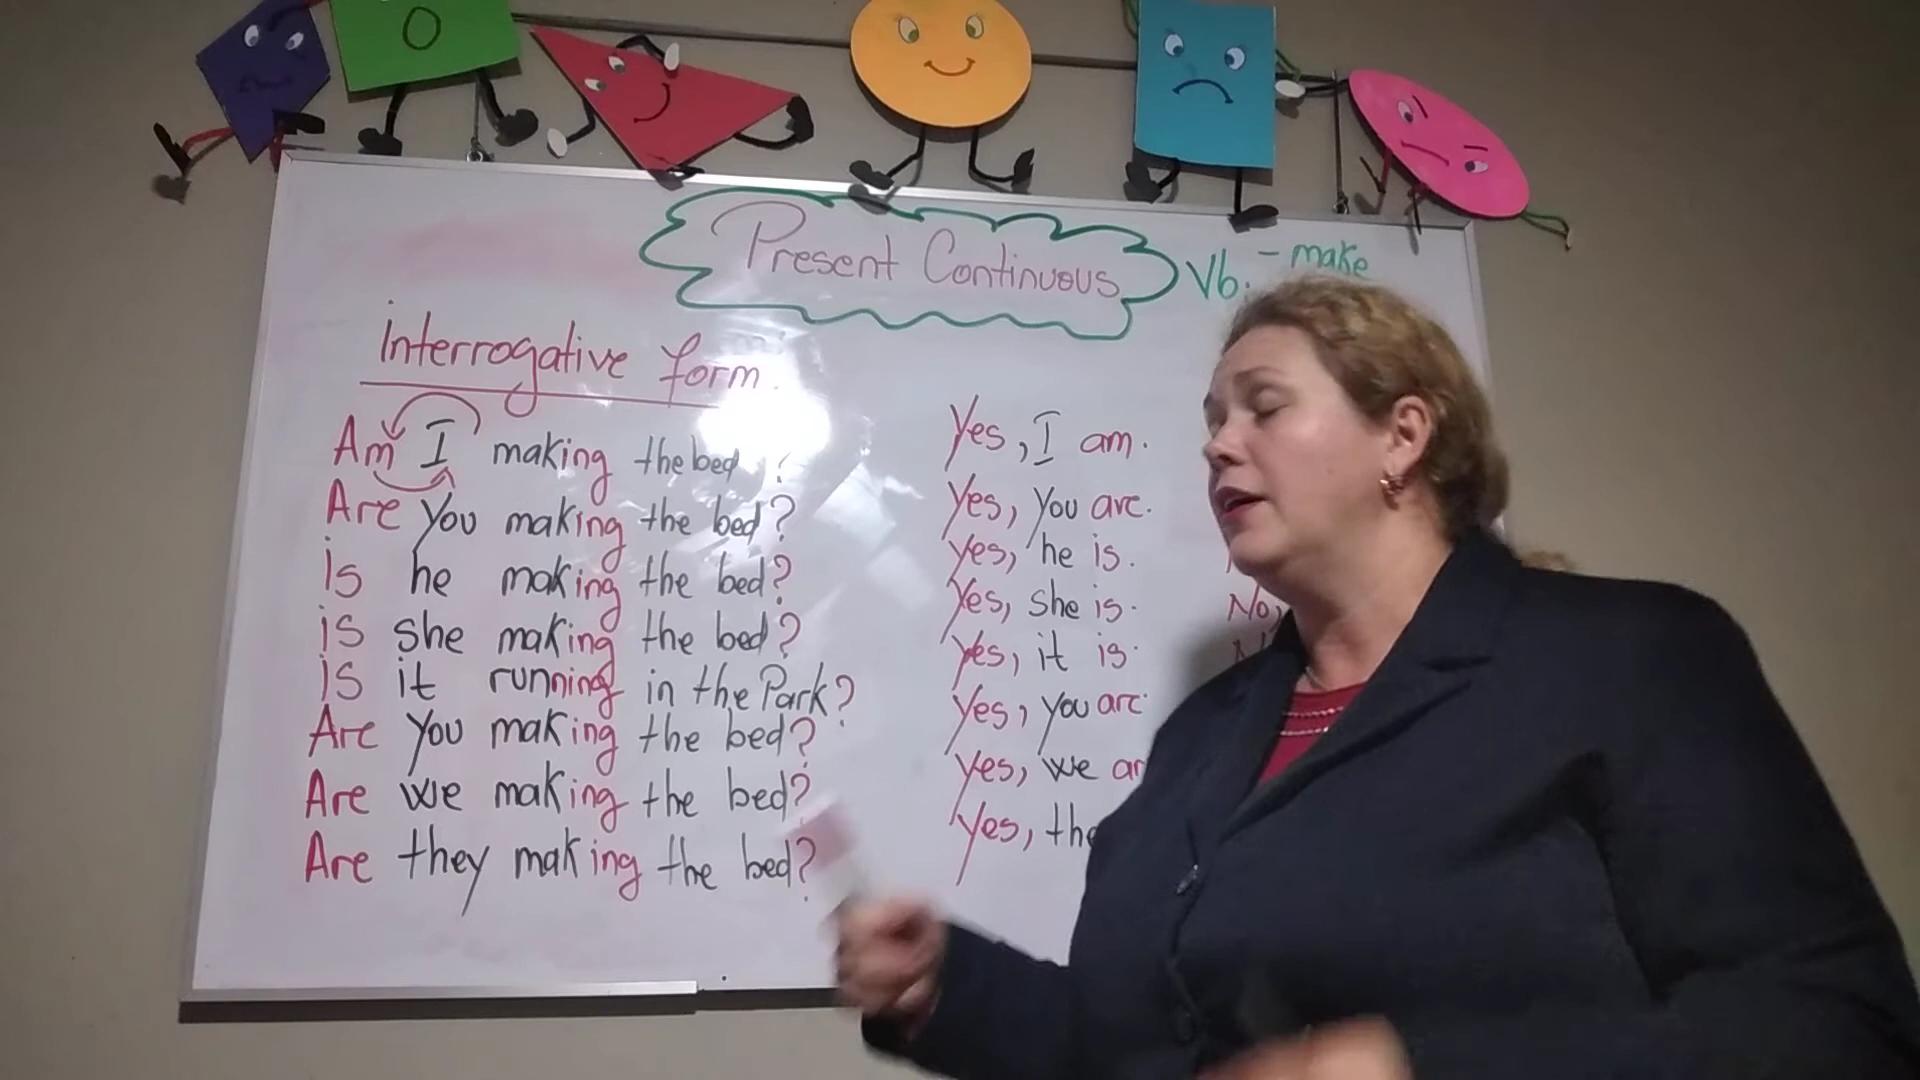 Present Continuous
Vb. - make
Interrogative form.
Am I making the bed ?
Are you making the bed?
is he making the bed?
is she making the bed?
is it running in the Park?
Are you making the bed?
Are we making the bed?
Are they making the bed?
Yes, I am.
Yes, you are.
Yes, he is.
Yes, she is.
No,
Yes, it is.
Yes, you are.
Yes, we
Yes,